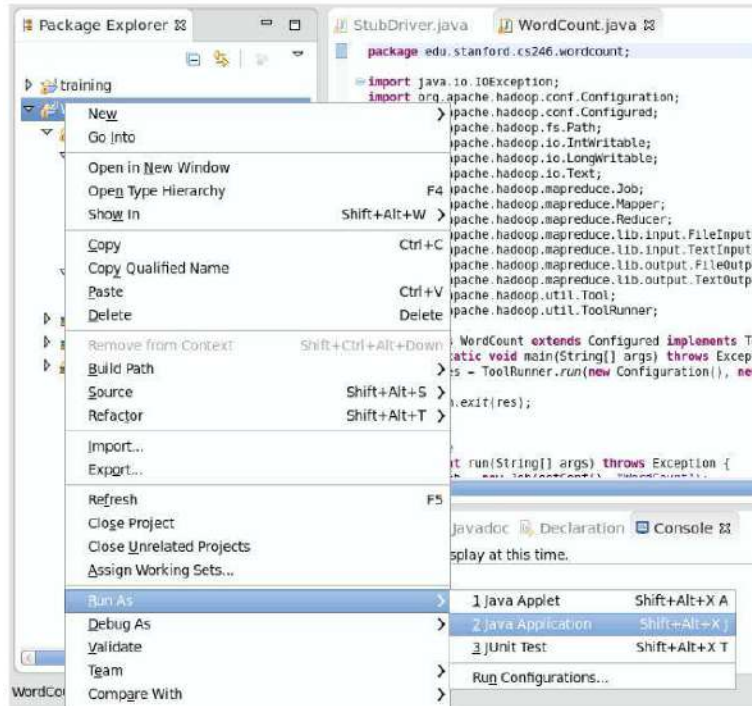 Package Explorer
training
New
Go Into
Open in New Window
Open Type Hierarchy F4
Show In Shift+Alt+W
Copy Ctrl+C
Copy Qualified Name
Paste Ctrl+V
Delete Delete
Remove from Context Shift+Ctrl+Alt+Down
Build Path
Source Shift+Alt+S
Refactor Shift+Alt+T
Import...
Export...
Refresh F5
Close Project
Close Unrelated Projects
Assign Working Sets...
Run As
Debug As
Validate
Team
Compare With
1 Java Applet Shift+Alt+X A
2 Java Application Shift+Alt+X J
3 JUnit Test Shift+Alt+X T
Run Configurations...
StubDriver.java WordCount.java
package edu.stanford.cs246.wordcount;
import java.io.IOException;
import org.apache.hadoop.conf.Configuration;
pache.hadoop.conf.Configured;
pache.hadoop.fs.Path;
pache.hadoop.io.IntWritable;
pache.hadoop.io.LongWritable;
pache.hadoop.io.Text;
pache.hadoop.mapreduce.Job;
pache.hadoop.mapreduce.Mapper;
pache.hadoop.mapreduce.Reducer;
pache.hadoop.mapreduce.lib.input.FileInput
pache.hadoop.mapreduce.lib.input.TextInput
pache.hadoop.mapreduce.lib.output.FileOutp
pache.hadoop.mapreduce.lib.output.TextOutp
pache.hadoop.util.Tool;
pache.hadoop.util.ToolRunner;
WordCount extends Configured implements T
tatic void main(String[] args) throws Excep
es = ToolRunner.run(new Configuration(), ne
.exit(res);
t run(String[] args) throws Exception {
Javadoc Declaration Console
splay at this time.
WordCou